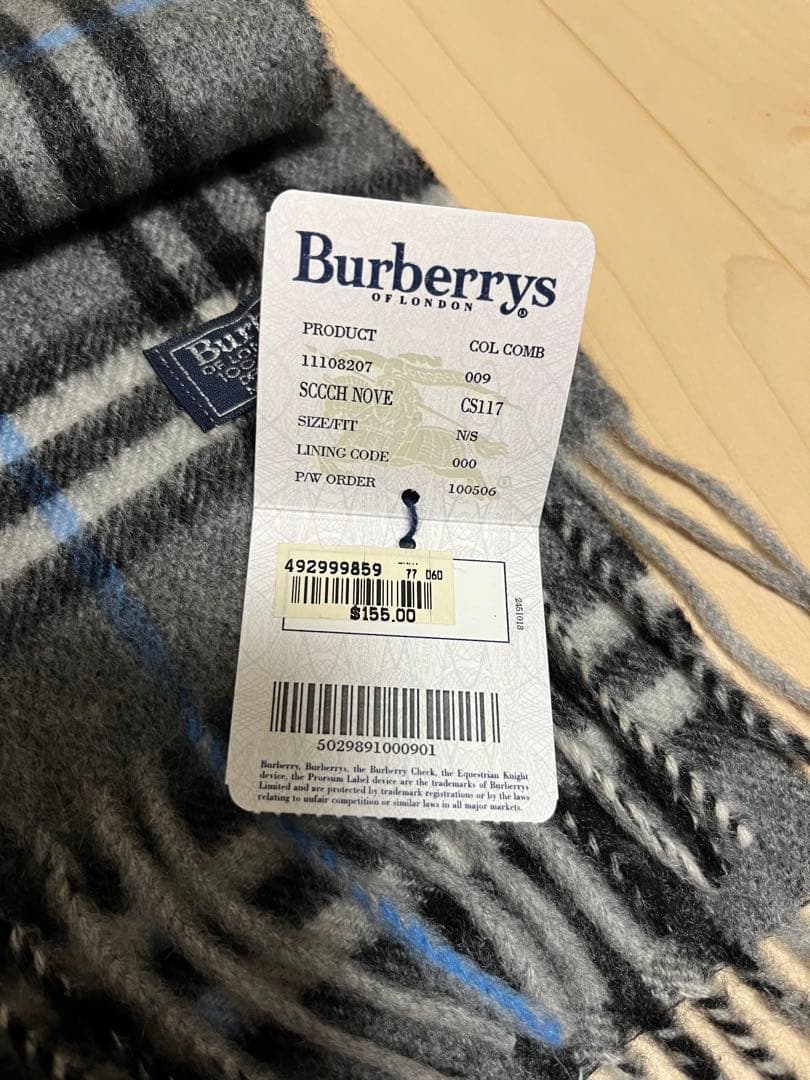 Burberrys
OF LONDON ®
PRODUCT COL COMB
11108207 009
SCCCH NOVE CS117
SIZE/FIT N/S
LINING CODE 000
P/W ORDER 100506
492999859 77 060
$155.00
2451018
5029891000901
Burberry, Burberrys, the Burberry Check, the Equestrian Knight
device, the Prorsum Label device are the trademarks of Burberrys
Limited and are protected by trademark registrations or by the laws
relating to unfair competition or similar laws in all major markets.